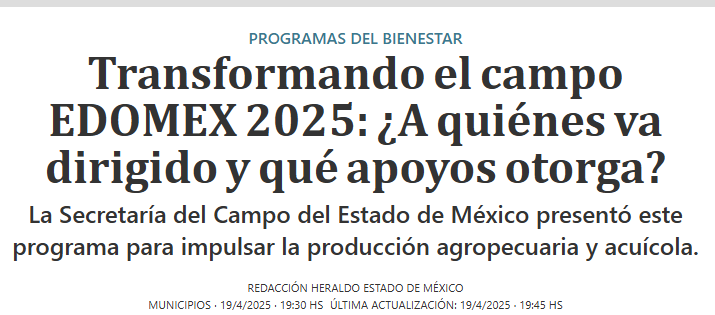 PROGRAMAS DEL BIENESTAR
Transformando el campo
EDOMEX 2025: ¿A quiénes va
dirigido y qué apoyos otorga?
La Secretaría del Campo del Estado de México presentó este
programa para impulsar la producción agropecuaria y acuícola.
REDACCIÓN HERALDO ESTADO DE MÉXICO
MUNICIPIOS · 19/4/2025 · 19:30 HS ÚLTIMA ACTUALIZACIÓN: 19/4/2025 · 19:45 HS